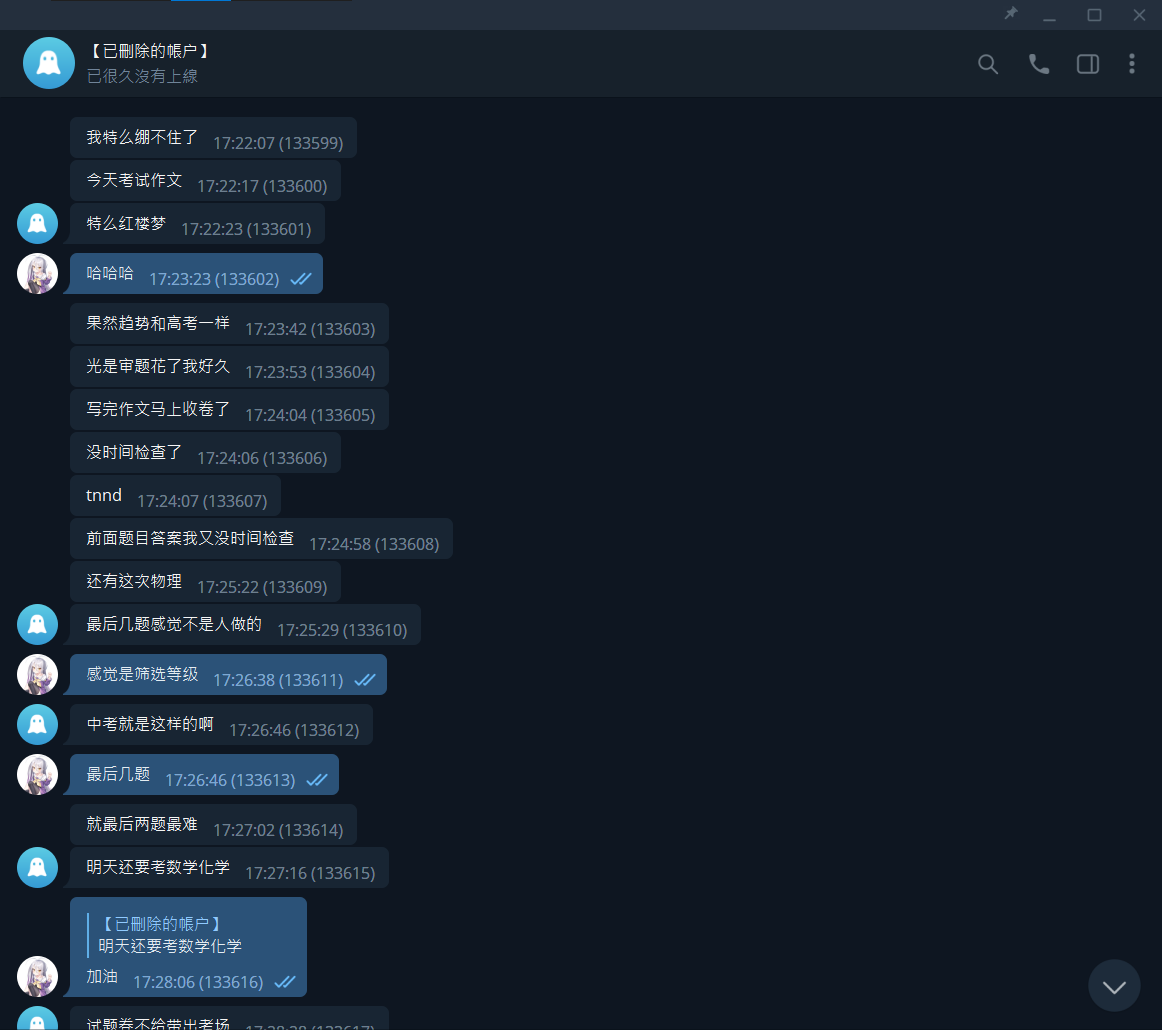 【已刪除的帳户】
已很久沒有上線
我特么绷不住了 17:22:07 (133599)
今天考试作文 17:22:17 (133600)
特么红楼梦 17:22:23 (133601)
哈哈哈 17:23:23 (133602)
果然趋势和高考一样 17:23:42 (133603)
光是审题花了我好久 17:23:53 (133604)
写完作文马上收卷了 17:24:04 (133605)
没时间检查了 17:24:06 (133606)
tnnd 17:24:07 (133607)
前面题目答案我又没时间检查 17:24:58 (133608)
还有这次物理 17:25:22 (133609)
最后几题感觉不是人做的 17:25:29 (133610)
感觉是筛选等级 17:26:38 (133611)
中考就是这样的啊 17:26:46 (133612)
最后几题 17:26:46 (133613)
就最后两题最难 17:27:02 (133614)
明天还要考数学化学 17:27:16 (133615)
【已刪除的帳户】
明天还要考数学化学
加油 17:28:06 (133616)
试题卷不给带出考场 17:28:28 (133617)